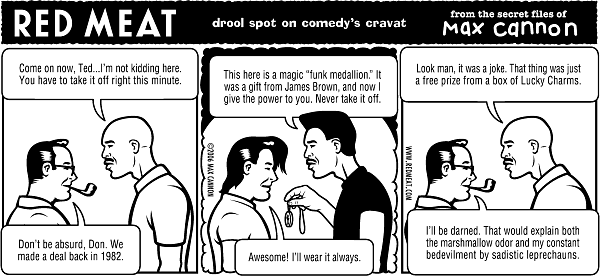 RED MEAT
drool spot on comedy's cravat
from the secret files of
Max cannon
Come on now, Ted...I'm not kidding here.
You have to take it off right this minute.
Don't be absurd, Don. We
made a deal back in 1982.
©2006 MAX CANNON
This here is a magic "funk medallion." It
was a gift from James Brown, and now I
give the power to you. Never take it off.
Awesome! I'll wear it always.
WWW.REDMEAT.COM
Look man, it was a joke. That thing was just
a free prize from a box of Lucky Charms.
I'll be darned. That would explain both
the marshmallow odor and my constant
bedevilment by sadistic leprechauns.